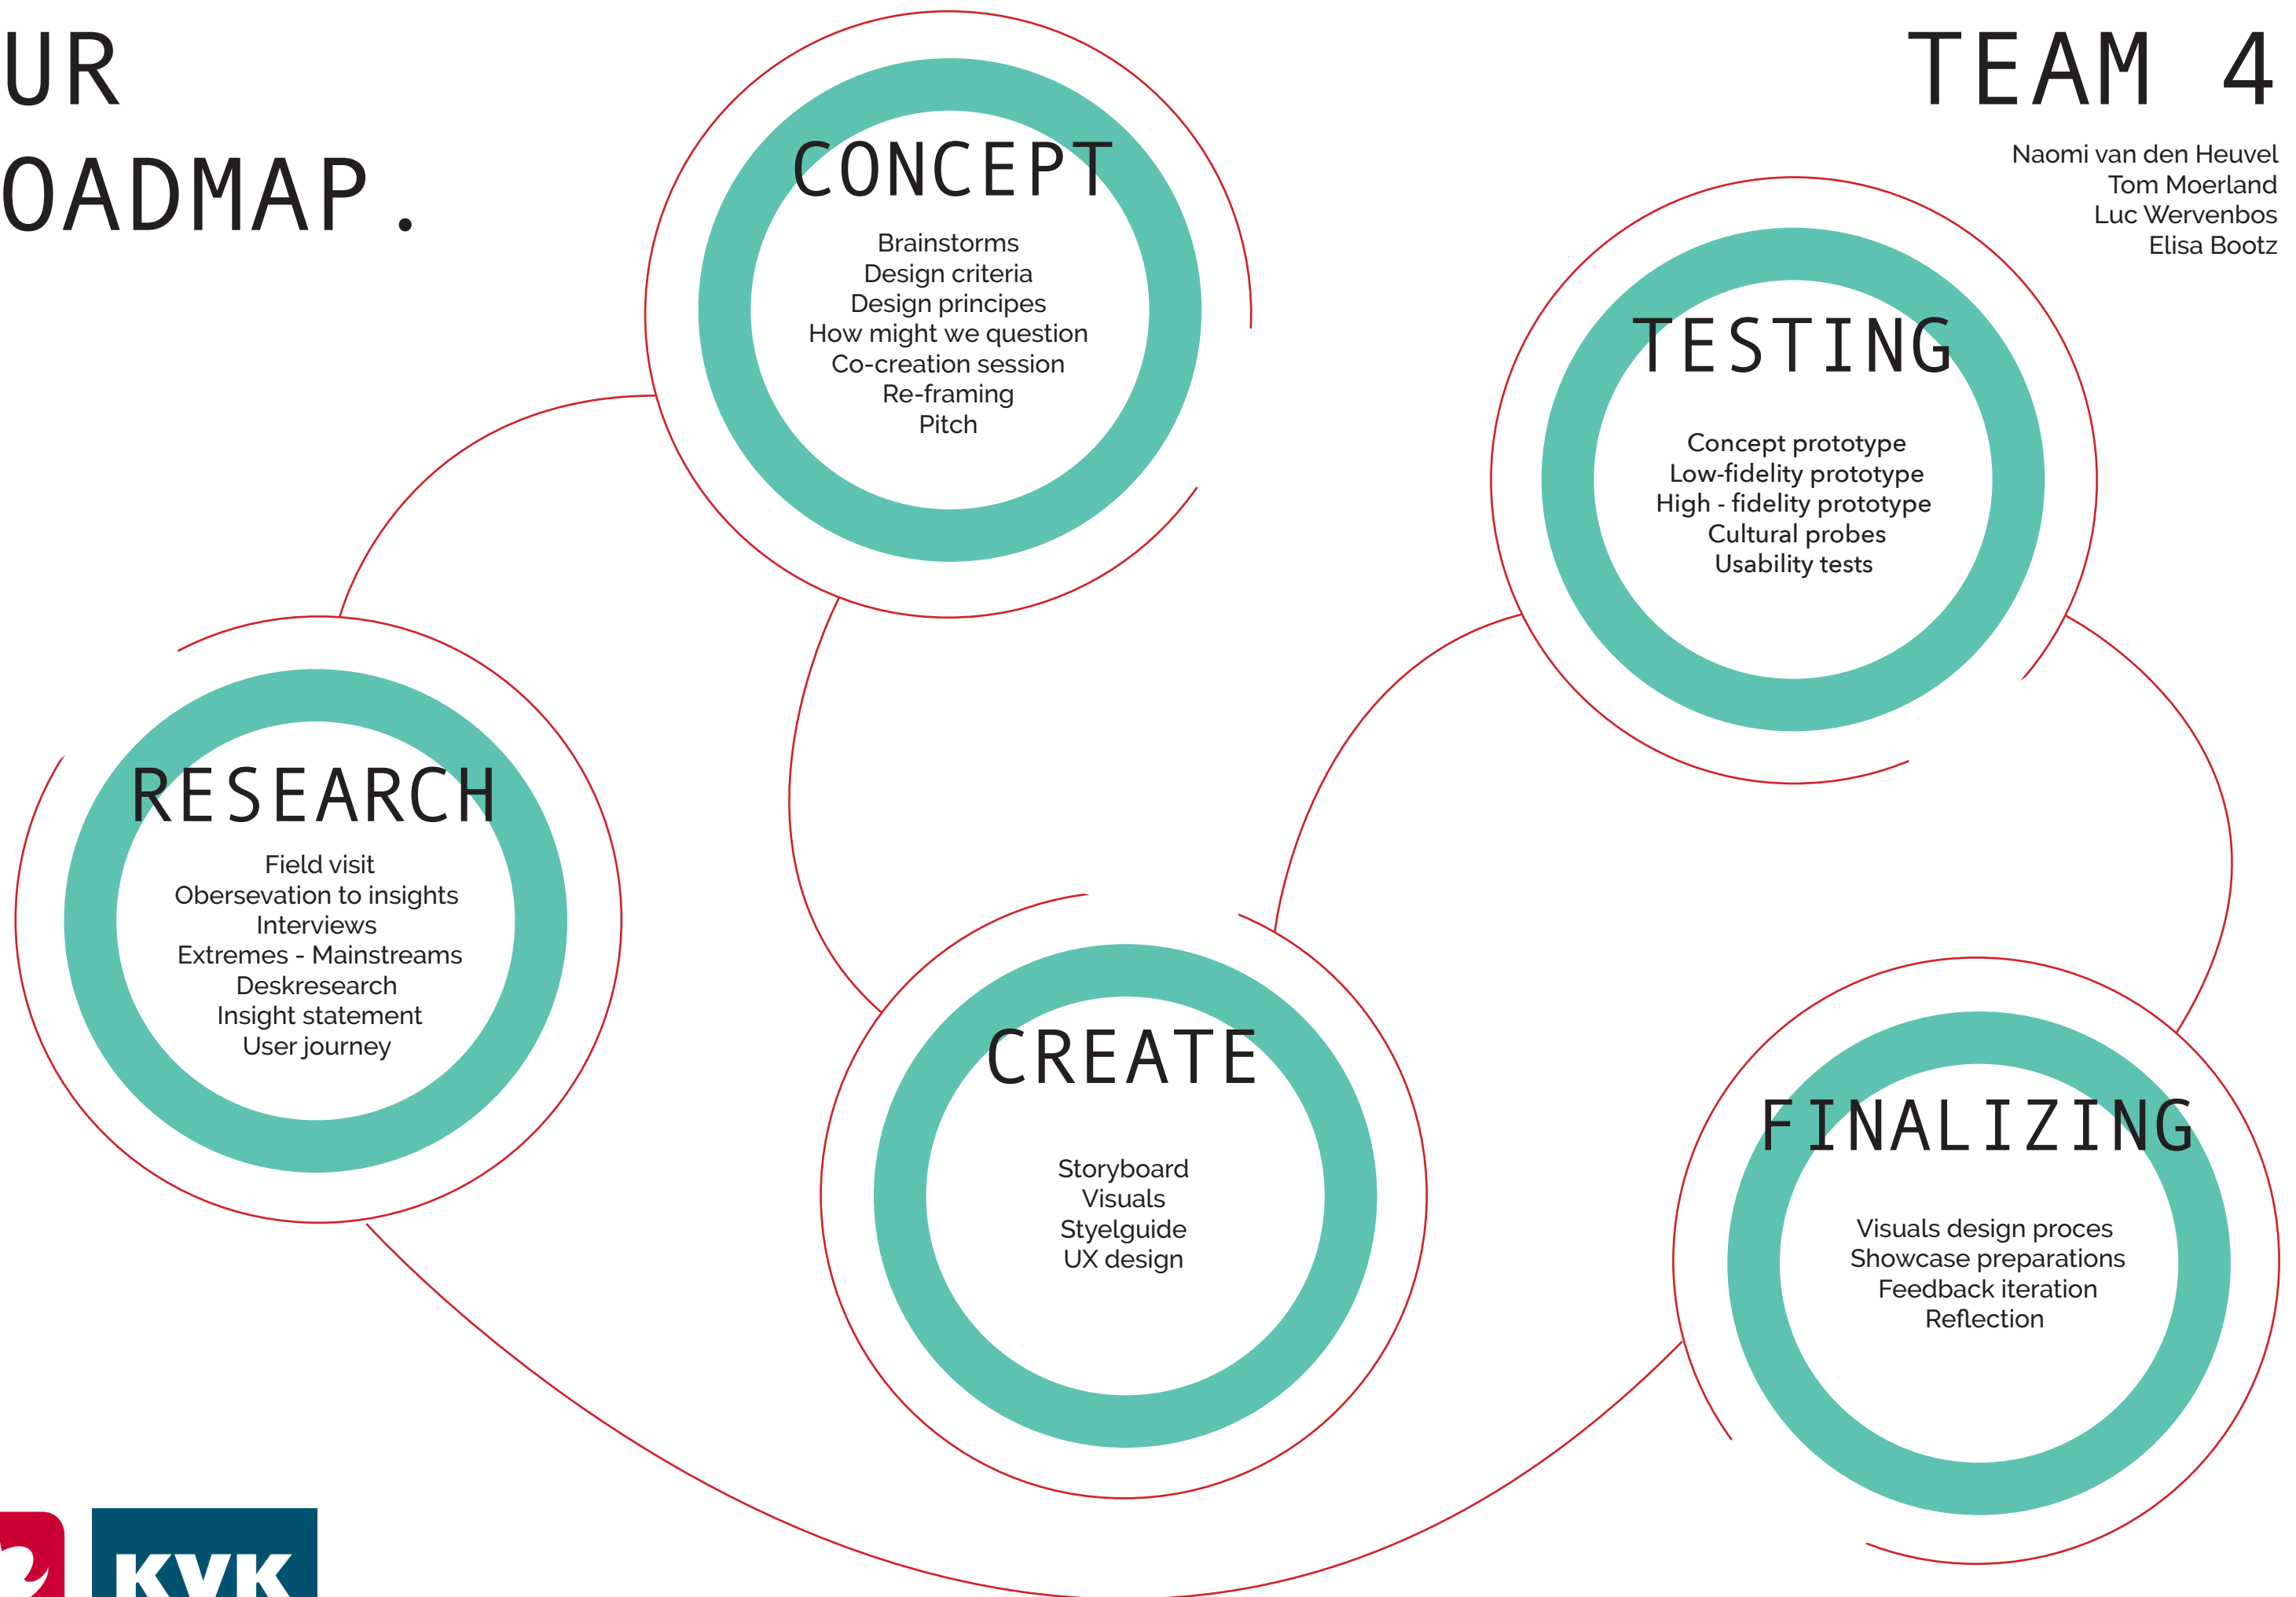 UR
OADMAP.
TEAM 4
Naomi van den Heuvel
Tom Moerland
Luc Wervenbos
Elisa Bootz
CONCEPT
Brainstorms
Design criteria
Design principes
How might we question
Co-creation session
Re-framing
Pitch
TESTING
Concept prototype
Low-fidelity prototype
High - fidelity prototype
Cultural probes
Usability tests
RESEARCH
Field visit
Obersevation to insights
Interviews
Extremes - Mainstreams
Deskresearch
Insight statement
User journey
CREATE
Storyboard
Visuals
Styelguide
UX design
FINALIZING
Visuals design proces
Showcase preparations
Feedback iteration
Reflection
KVK